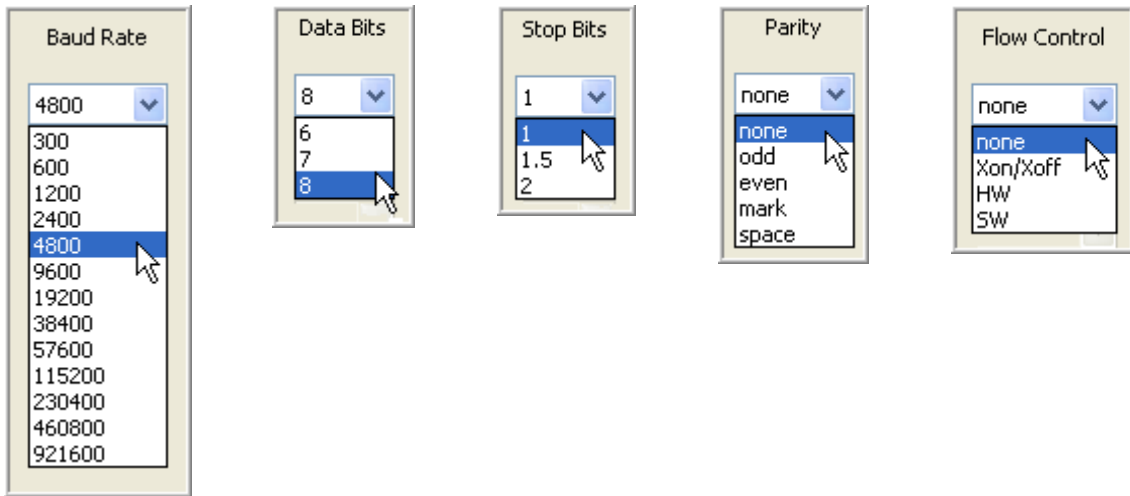 Baud Rate
4800
300
600
1200
2400
4800
9600
19200
38400
57600
115200
230400
460800
921600
Data Bits
8
6
7
8
Stop Bits
1
1
1.5
2
Parity
none
none
odd
even
mark
space
Flow Control
none
none
Xon/Xoff
HW
SW